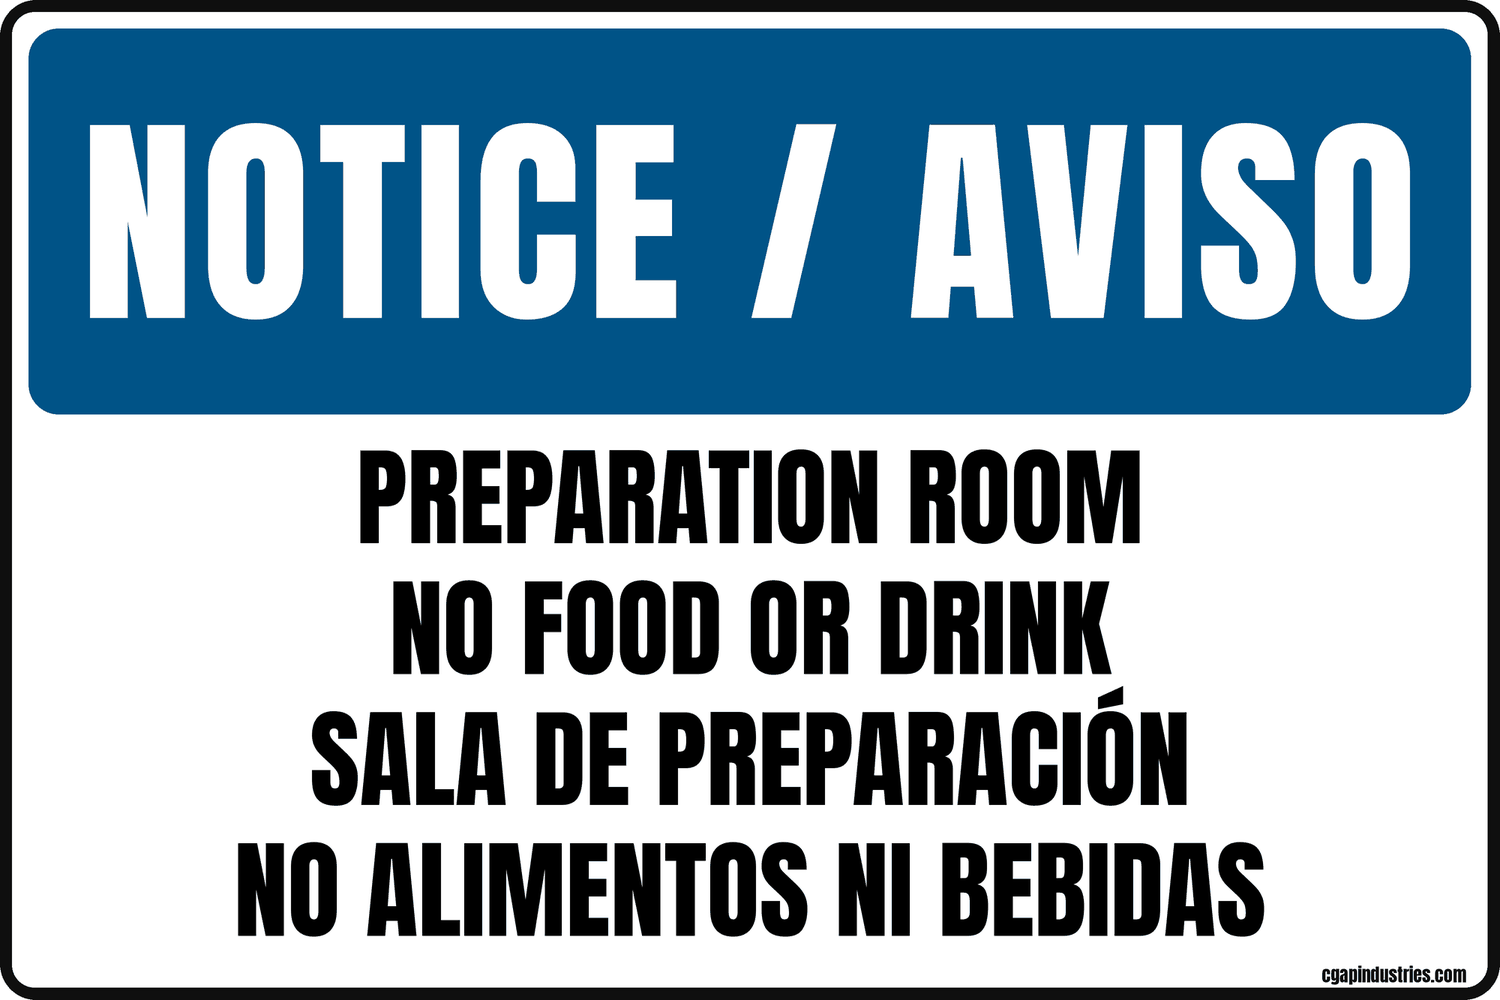 NOTICE / AVISO
PREPARATION ROOM
NO FOOD OR DRINK
SALA DE PREPARACIÓN
NO ALIMENTOS NI BEBIDAS
cgapindustries.com